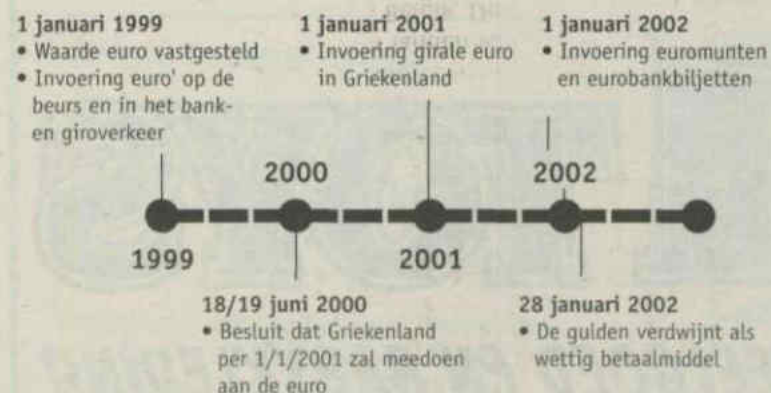 1 januari 1999
• Waarde euro vastgesteld
• Invoering euro' op de
beurs en in het bank-
en giroverkeer
1 januari 2001
• Invoering girale euro
in Griekenland
1 januari 2002
• Invoering euromunten
en eurobankbiljetten
2000
2002
1999
2001
18/19 juni 2000
• Besluit dat Griekenland
per 1/1/2001 zal meedoen
aan de euro
28 januari 2002
• De gulden verdwijnt als
wettig betaalmiddel